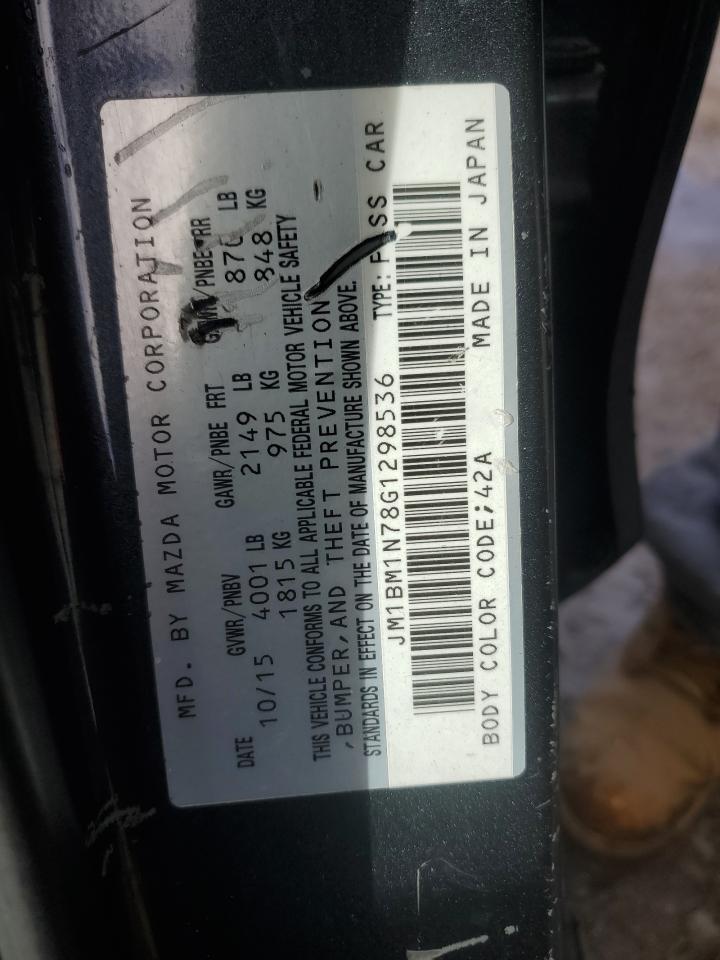 MFD. BY MAZDA MOTOR CORPORATION
DATE GVWR/PNBV GAWR/PNBE FRT GAWR/PNBE RR
10/15 4001 LB 2149 LB LB
1815 KG 975 KG 848 KG
THIS VEHICLE CONFORMS TO ALL APPLICABLE FEDERAL MOTOR VEHICLE SAFETY
,BUMPER,AND THEFT PREVENTION
STANDARDS IN EFFECT ON THE DATE OF MANUFACTURE SHOWN ABOVE.
JM1BM1N78G1298536 TYPE: PASS CAR
BODY COLOR CODE;42A MADE IN JAPAN